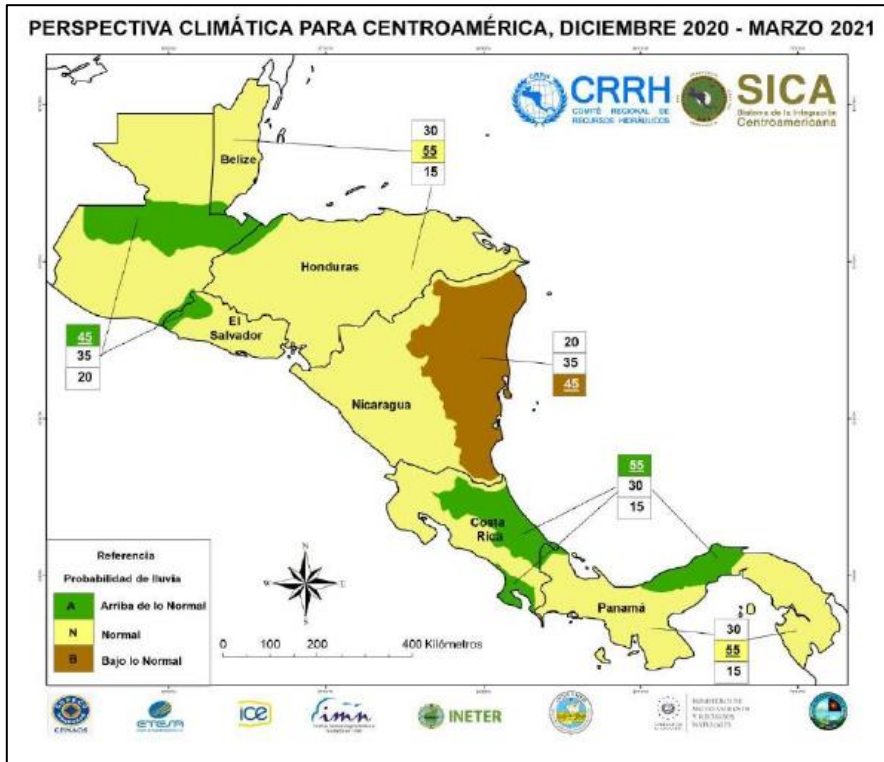 PERSPECTIVA CLIMÁTICA PARA CENTROAMÉRICA, DICIEMBRE 2020 - MARZO 2021
CRRH
COMITÉ REGIONAL DE
RECURSOS HIDRÁULICOS
SICA
Sistema de la Integración
Centroamericana
30
55
15
Belize
Honduras
El
Salvador
45
35
20
20
35
45
Nicaragua
55
30
15
Costa
Rica
Panamá
30
55
15
Referencia
Probabilidad de lluvia
A Arriba de lo Normal
N Normal
B Bajo lo Normal
N
S
0 100 200 400 Kilómetros
CENAOS
ETESA
ice
imn
INETER